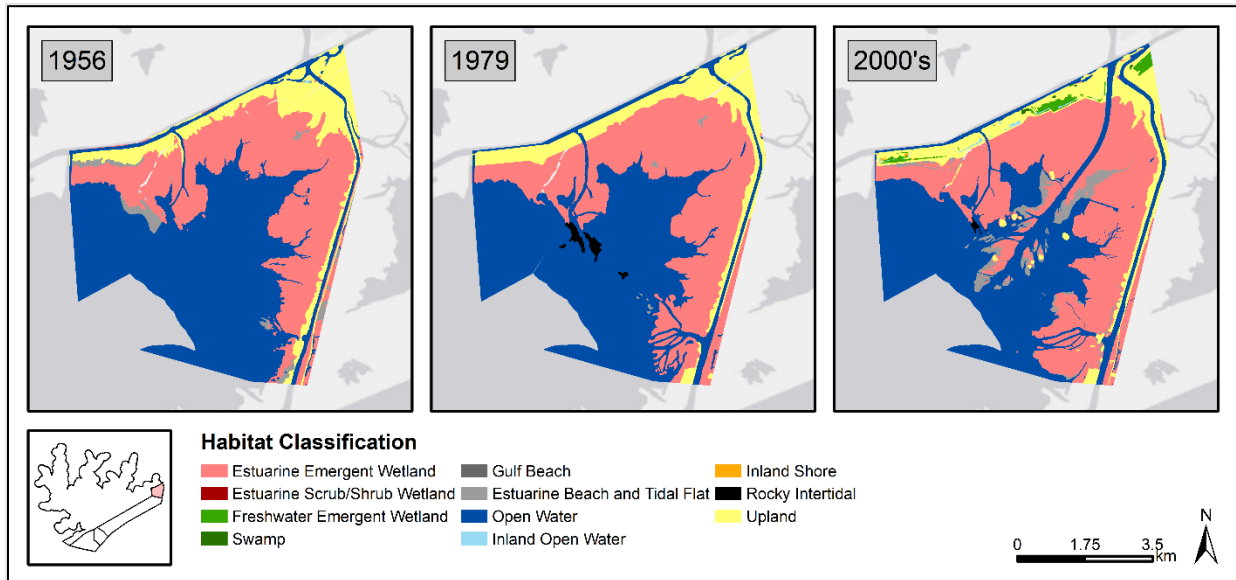 1956
1979
2000's
Habitat Classification
Estuarine Emergent Wetland
Estuarine Scrub/Shrub Wetland
Freshwater Emergent Wetland
Swamp
Gulf Beach
Estuarine Beach and Tidal Flat
Open Water
Inland Open Water
Inland Shore
Rocky Intertidal
Upland
0 1.75 3.5
km
N